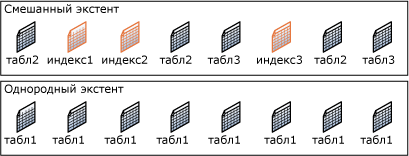 Смешанный экстент
табл2 индекс1 индекс2 табл2 табл3 индекс3 табл2 табл3
Однородный экстент
табл1 табл1 табл1 табл1 табл1 табл1 табл1 табл1